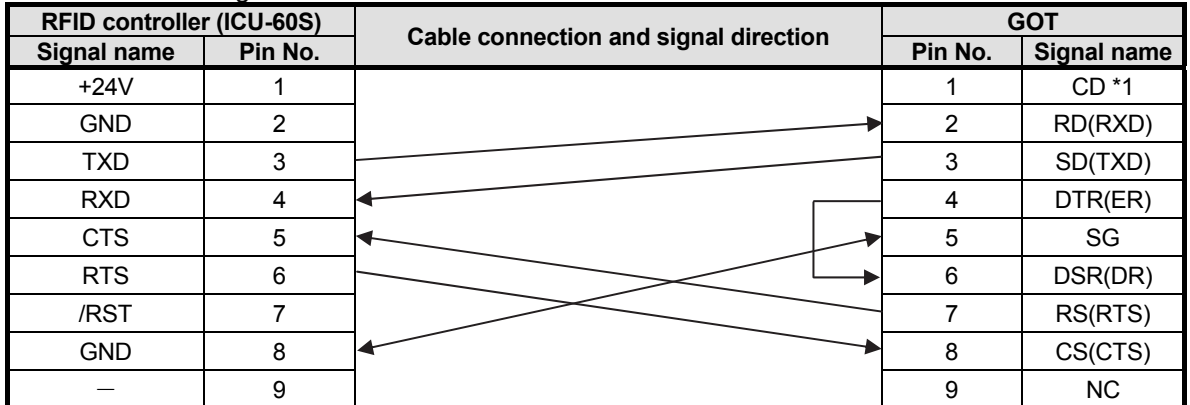 RFID controller (ICU-60S) Cable connection and signal direction GOT
Signal name Pin No. Pin No. Signal name
+24V 1 1 CD *1
GND 2 2 RD(RXD)
TXD 3 3 SD(TXD)
RXD 4 4 DTR(ER)
CTS 5 5 SG
RTS 6 6 DSR(DR)
/RST 7 7 RS(RTS)
GND 8 8 CS(CTS)
— 9 9 NC